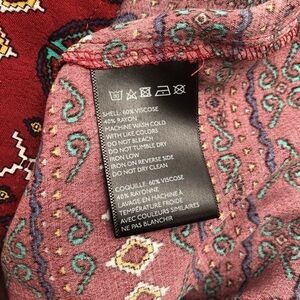 SHELL: 60% VISCOSE
40% RAYON
MACHINE WASH COLD
WITH LIKE COLORS
DO NOT BLEACH
DO NOT TUMBLE DRY
IRON LOW
IRON ON REVERSE SIDE
DO NOT DRY CLEAN
COQUILLE: 60% VISCOSE
40% RAYONNE
LAVAGE EN MACHINE À
TEMPERATURE FROIDE
AVEC COULEURS SIMILAIRES
NE PAS BLANCHIR